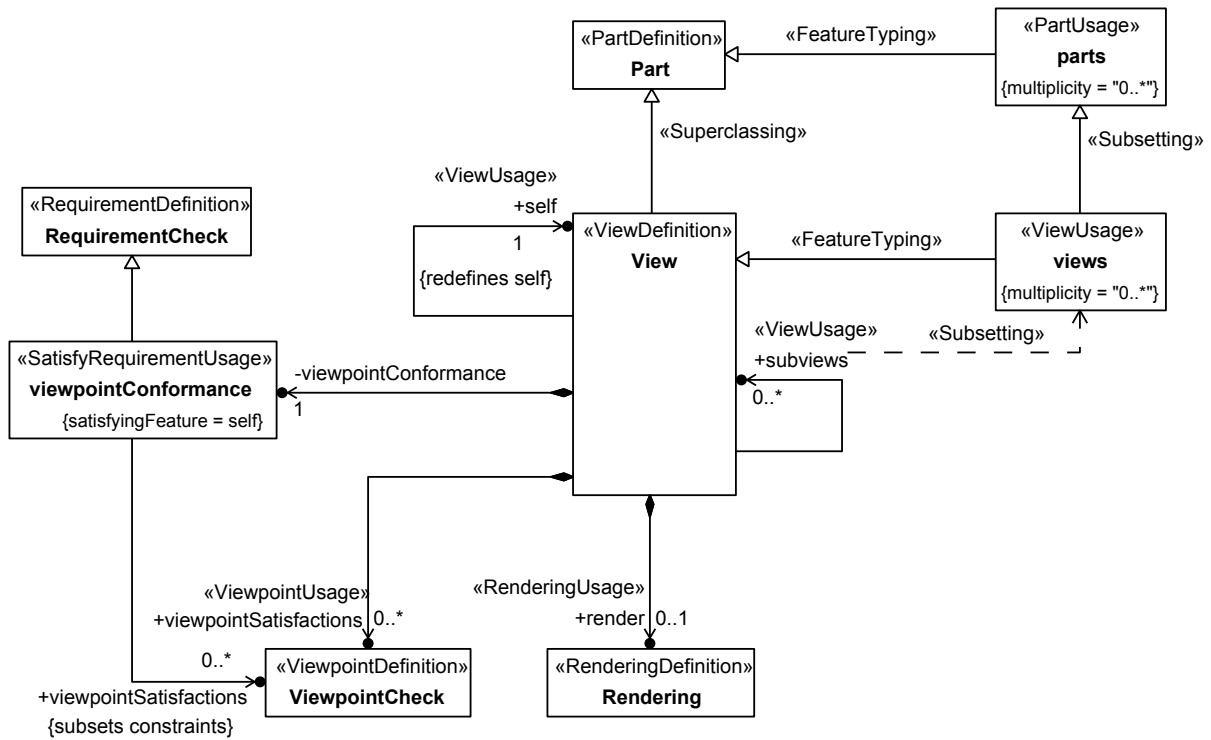 «PartDefinition»
Part
«FeatureTyping»
«PartUsage»
parts
{multiplicity = "0..*"}
«Superclassing»
«Subsetting»
«ViewUsage»
+self
1
{redefines self}
«RequirementDefinition»
RequirementCheck
«ViewDefinition»
View
«FeatureTyping»
«ViewUsage»
views
{multiplicity = "0..*"}
«ViewUsage»
+subviews
«Subsetting»
0..*
«SatisfyRequirementUsage»
viewpointConformance
{satisfyingFeature = self}
-viewpointConformance
1
«ViewpointUsage»
+viewpointSatisfactions
0..*
«RenderingUsage»
+render
0..1
0..*
+viewpointSatisfactions
{subsets constraints}
«ViewpointDefinition»
ViewpointCheck
«RenderingDefinition»
Rendering